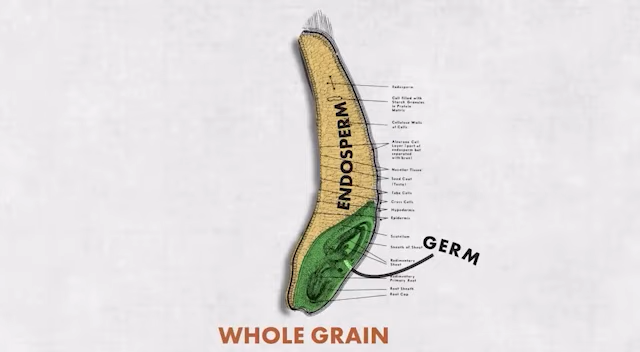 ENDOSPERM
Endosperm
Cell filled with
Starch Granules
in Protein
Matrix
Cellulose Walls
of Cells
Aleurone Cell
Layer (part of
endosperm but
separated
with bran)
Nucellar Tissue
Seed Coat
(Testa)
Tube Cells
Cross Cells
Hypodermis
Epidermis
Scutellum
Sheath of Shoot
Rudimentary
Shoot
Rudimentary
Primary Root
Root Sheath
Root Cap
GERM
WHOLE GRAIN